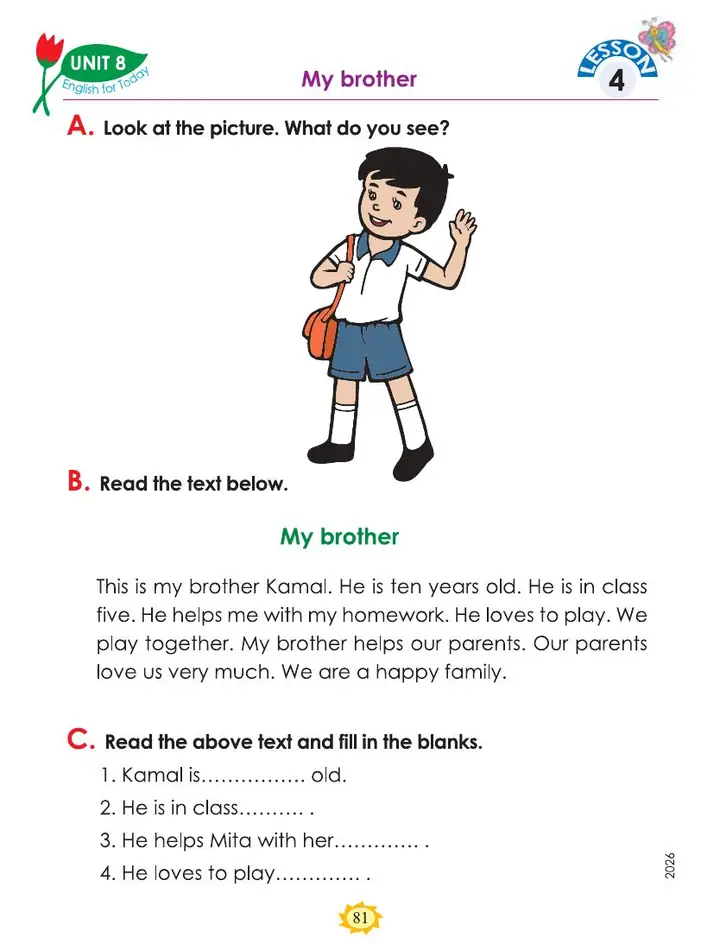 UNIT 8
English for Today
My brother
LESSON
4
A. Look at the picture. What do you see?
B. Read the text below.
My brother
This is my brother Kamal. He is ten years old. He is in class
five. He helps me with my homework. He loves to play. We
play together. My brother helps our parents. Our parents
love us very much. We are a happy family.
C. Read the above text and fill in the blanks.
1. Kamal is................ old.
2. He is in class.......... .
3. He helps Mita with her............. .
4. He loves to play............. .
2026
81